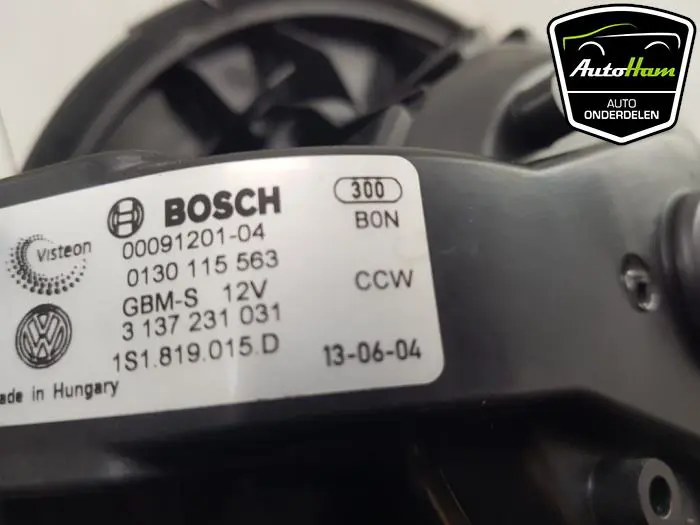 AutoHam
AUTO
ONDERDELEN
BOSCH
300
Visteon
00091201-04
B0N
0130 115 563
GBM-S 12V
CCW
3 137 231 031
1S1.819.015.D
13-06-04
ade in Hungary